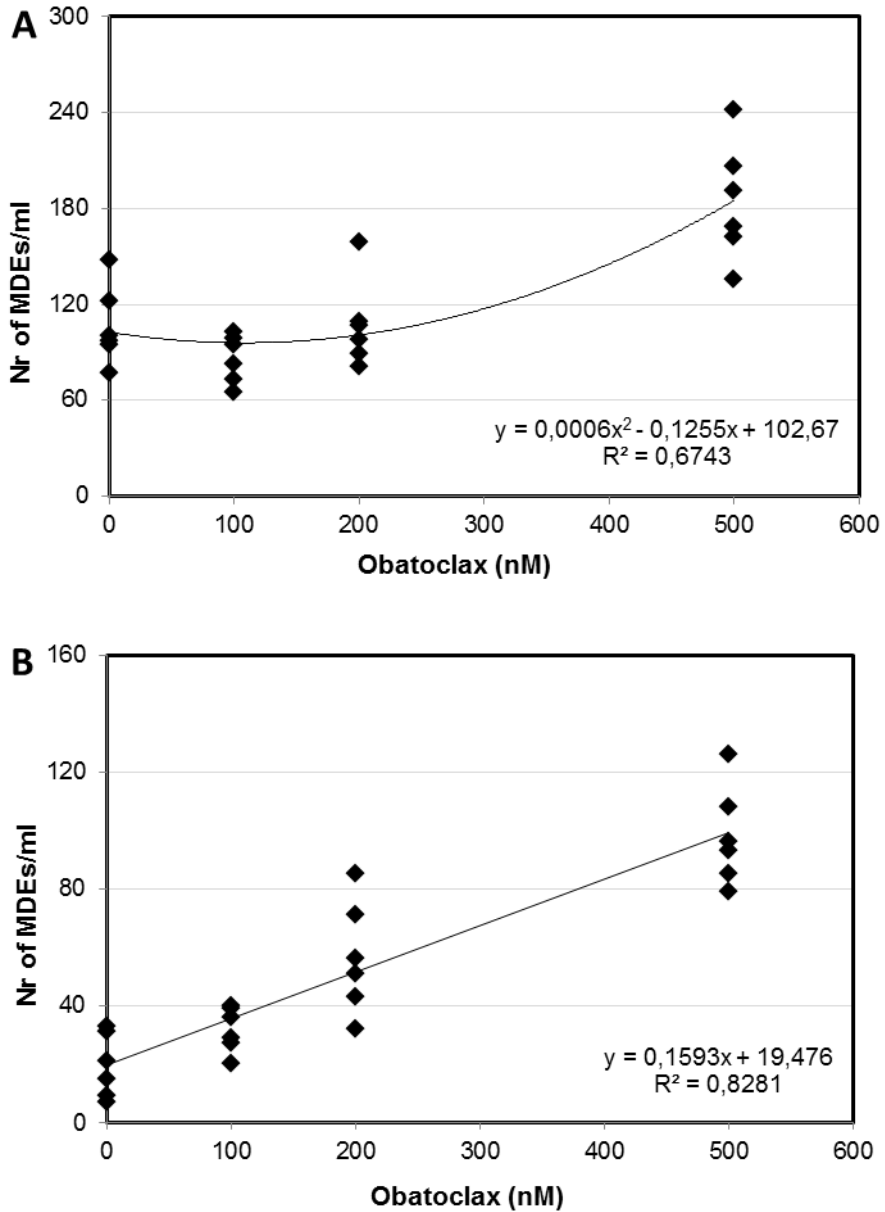 A
300
240
180
120
60
0
Nr of MDEs/ml
y = 0,0006x² - 0,1255x + 102,67
R² = 0,6743
0 100 200 300 400 500 600
Obatoclax (nM)
B
160
120
80
40
0
Nr of MDEs/ml
y = 0,1593x + 19,476
R² = 0,8281
0 100 200 300 400 500 600
Obatoclax (nM)